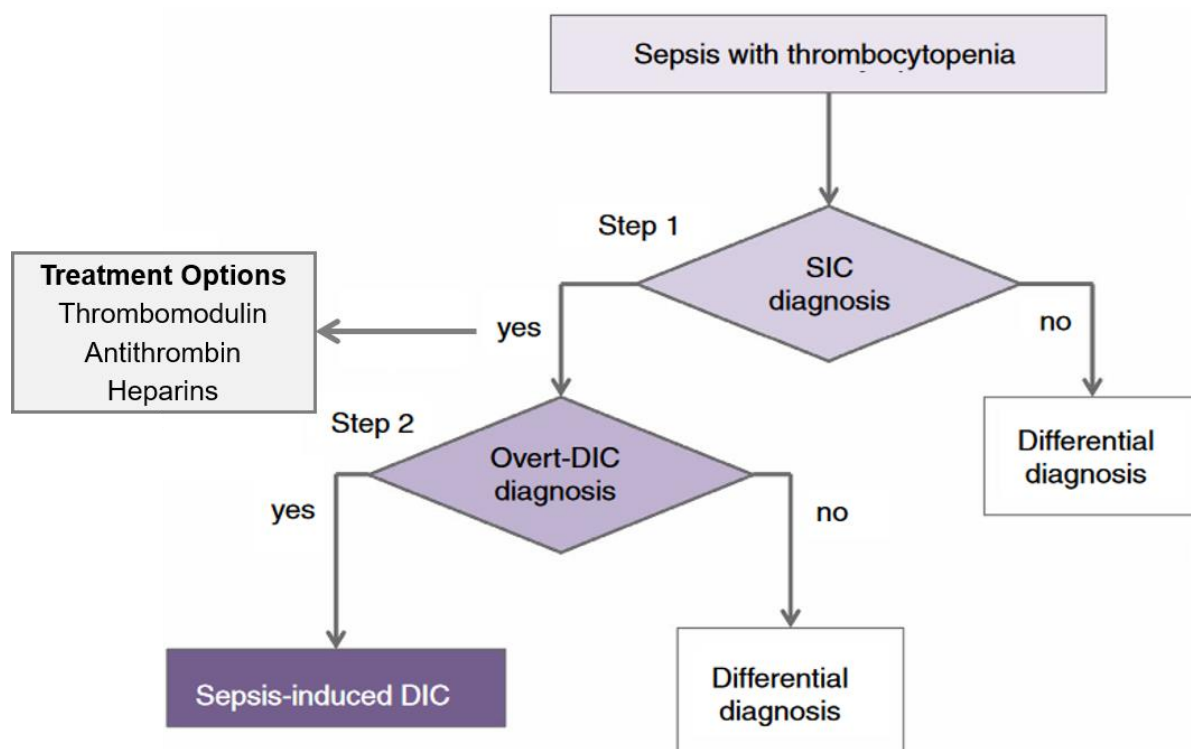 Sepsis with thrombocytopenia
Step 1
SIC
diagnosis
yes
no
Treatment Options
Thrombomodulin
Antithrombin
Heparins
Step 2
Overt-DIC
diagnosis
Differential
diagnosis
yes
no
Sepsis-induced DIC
Differential
diagnosis